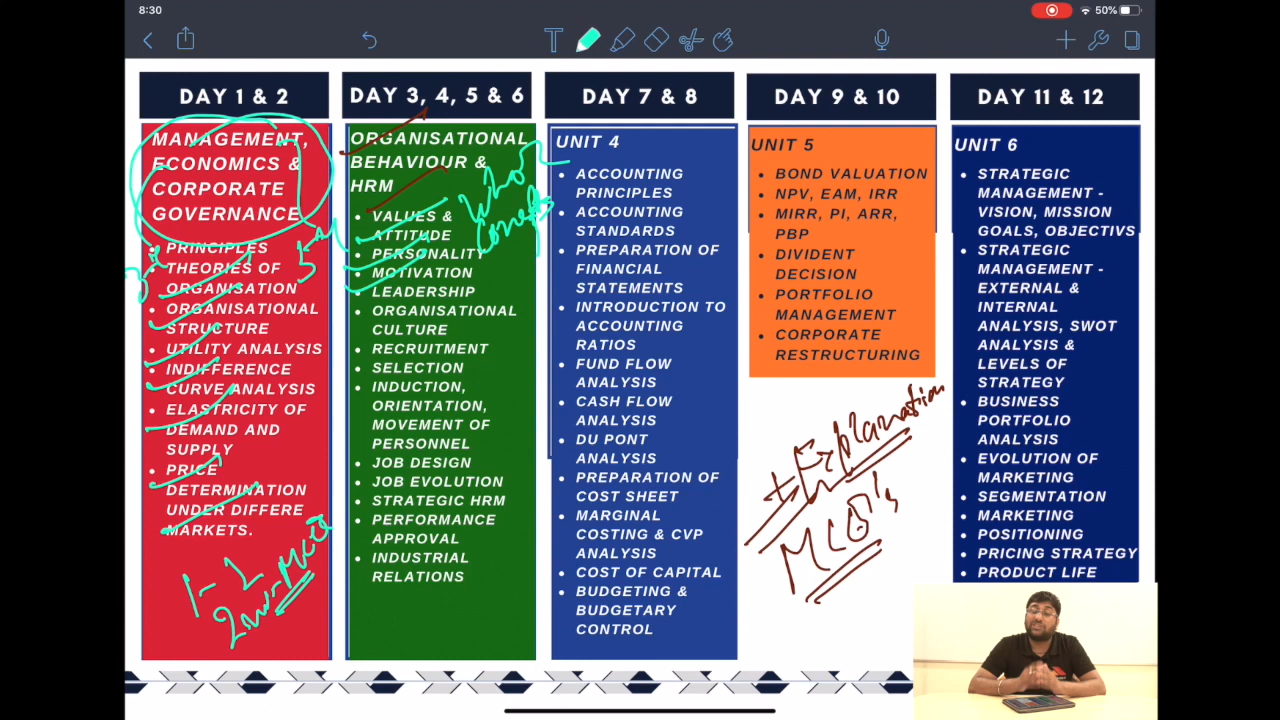 8:30
50%
T
DAY 1 & 2
MANAGEMENT,
ECONOMICS &
CORPORATE
GOVERNANCE
PRINCIPLES
THEORIES OF
ORGANISATION
ORGANISATIONAL
STRUCTURE
UTILITY ANALYSIS
INDIFFERENCE
CURVE ANALYSIS
ELASTRICITY OF
DEMAND AND
SUPPLY
PRICE
DETERMINATION
UNDER DIFFERE
MARKETS.
1-2
DAY 3, 4, 5 & 6
ORGANISATIONAL
BEHAVIOUR &
HRM
VALUES &
ATTITUDE
PERSONALITY
MOTIVATION
LEADERSHIP
ORGANISATIONAL
CULTURE
RECRUITMENT
SELECTION
INDUCTION,
ORIENTATION,
MOVEMENT OF
PERSONNEL
JOB DESIGN
JOB EVOLUTION
STRATEGIC HRM
PERFORMANCE
APPROVAL
INDUSTRIAL
RELATIONS
DAY 7 & 8
UNIT 4
ACCOUNTING
PRINCIPLES
ACCOUNTING
STANDARDS
PREPARATION OF
FINANCIAL
STATEMENTS
INTRODUCTION TO
ACCOUNTING
RATIOS
FUND FLOW
ANALYSIS
CASH FLOW
ANALYSIS
DU PONT
ANALYSIS
PREPARATION OF
COST SHEET
MARGINAL
COSTING & CVP
ANALYSIS
COST OF CAPITAL
BUDGETING &
BUDGETARY
CONTROL
DAY 9 & 10
UNIT 5
BOND VALUATION
NPV, EAM, IRR
MIRR, PI, ARR,
PBP
DIVIDENT
DECISION
PORTFOLIO
MANAGEMENT
CORPORATE
RESTRUCTURING
+ Explanation
MCQ's
DAY 11 & 12
UNIT 6
STRATEGIC
MANAGEMENT -
VISION, MISSION
GOALS, OBJECTIVS
STRATEGIC
MANAGEMENT -
EXTERNAL &
INTERNAL
ANALYSIS, SWOT
ANALYSIS &
LEVELS OF
STRATEGY
BUSINESS
PORTFOLIO
ANALYSIS
EVOLUTION OF
MARKETING
SEGMENTATION
MARKETING
POSITIONING
PRICING STRATEGY
PRODUCT LIFE